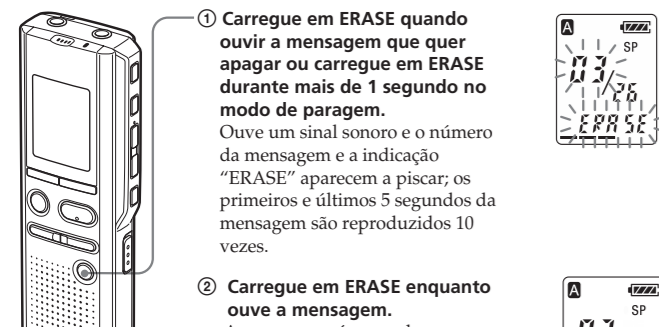 ① Carregue em ERASE quando
ouvir a mensagem que quer
apagar ou carregue em ERASE
durante mais de 1 segundo no
modo de paragem.
Ouve um sinal sonoro e o número
da mensagem e a indicação
“ERASE” aparecem a piscar; os
primeiros e últimos 5 segundos da
mensagem são reproduzidos 10
vezes.
A
SP
03/26
ERASE
② Carregue em ERASE enquanto
ouve a mensagem.
A
SP